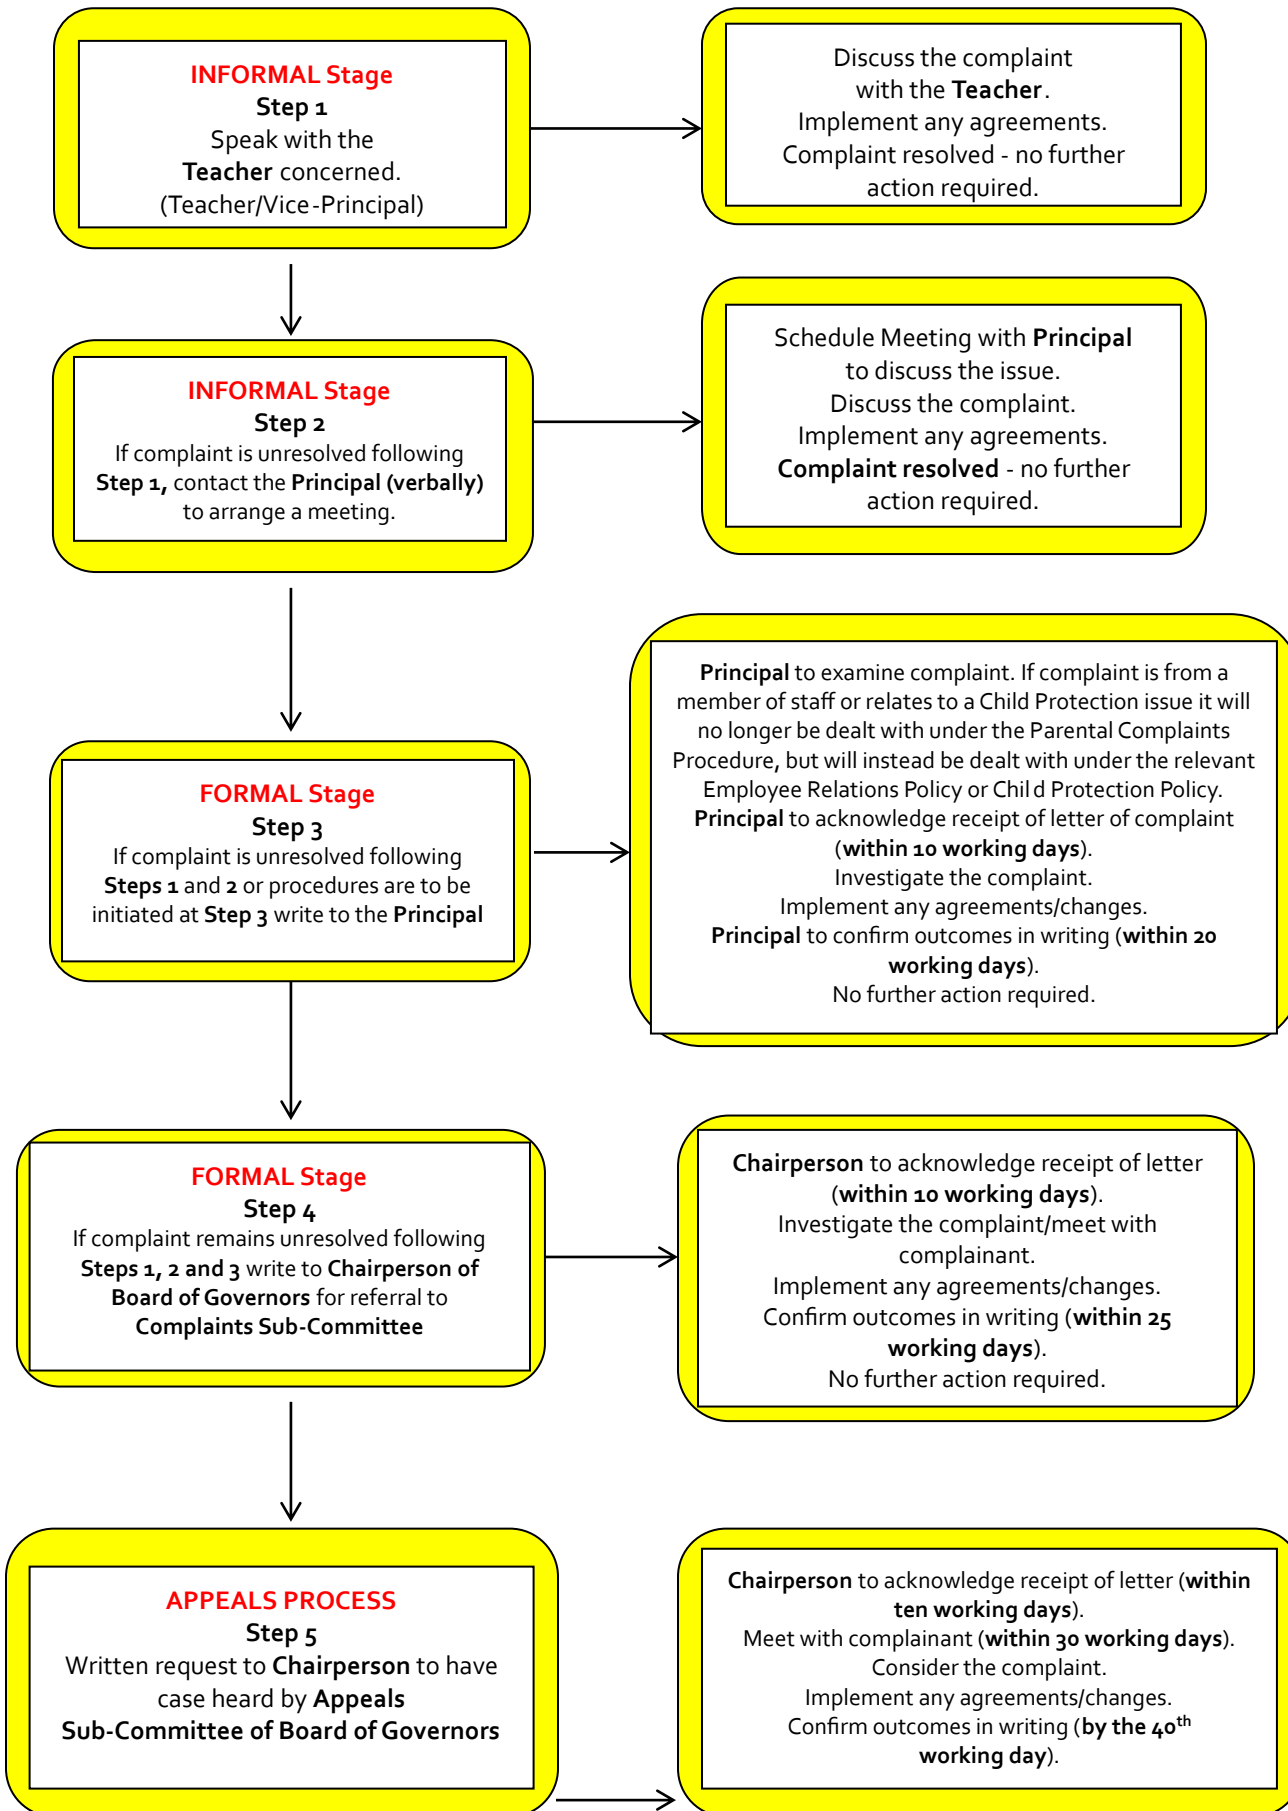 INFORMAL Stage
Step 1
Speak with the
Teacher concerned.
(Teacher/Vice-Principal)
Discuss the complaint
with the Teacher.
Implement any agreements.
Complaint resolved - no further
action required.
INFORMAL Stage
Step 2
If complaint is unresolved following
Step 1, contact the Principal (verbally)
to arrange a meeting.
Schedule Meeting with Principal
to discuss the issue.
Discuss the complaint.
Implement any agreements.
Complaint resolved - no further
action required.
FORMAL Stage
Step 3
If complaint is unresolved following
Steps 1 and 2 or procedures are to be
initiated at Step 3 write to the Principal
Principal to examine complaint. If complaint is from a
member of staff or relates to a Child Protection issue it will
no longer be dealt with under the Parental Complaints
Procedure, but will instead be dealt with under the relevant
Employee Relations Policy or Child Protection Policy.
Principal to acknowledge receipt of letter of complaint
(within 10 working days).
Investigate the complaint.
Implement any agreements/changes.
Principal to confirm outcomes in writing (within 20
working days).
No further action required.
FORMAL Stage
Step 4
If complaint remains unresolved following
Steps 1, 2 and 3 write to Chairperson of
Board of Governors for referral to
Complaints Sub-Committee
Chairperson to acknowledge receipt of letter
(within 10 working days).
Investigate the complaint/meet with
complainant.
Implement any agreements/changes.
Confirm outcomes in writing (within 25
working days).
No further action required.
APPEALS PROCESS
Step 5
Written request to Chairperson to have
case heard by Appeals
Sub-Committee of Board of Governors
Chairperson to acknowledge receipt of letter (within
ten working days).
Meet with complainant (within 30 working days).
Consider the complaint.
Implement any agreements/changes.
Confirm outcomes in writing (by the 40th
working day).